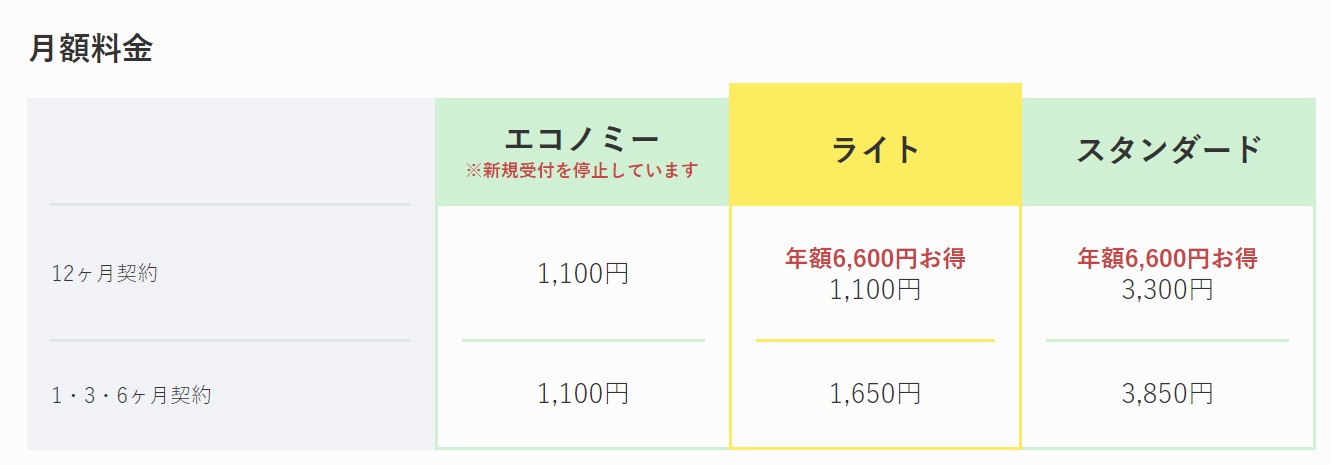 月額料金
エコノミー
※新規受付を停止しています
ライト
スタンダード
12ヶ月契約
1,100円
年額6,600円お得
1,100円
年額6,600円お得
3,300円
1・3・6ヶ月契約
1,100円
1,650円
3,850円